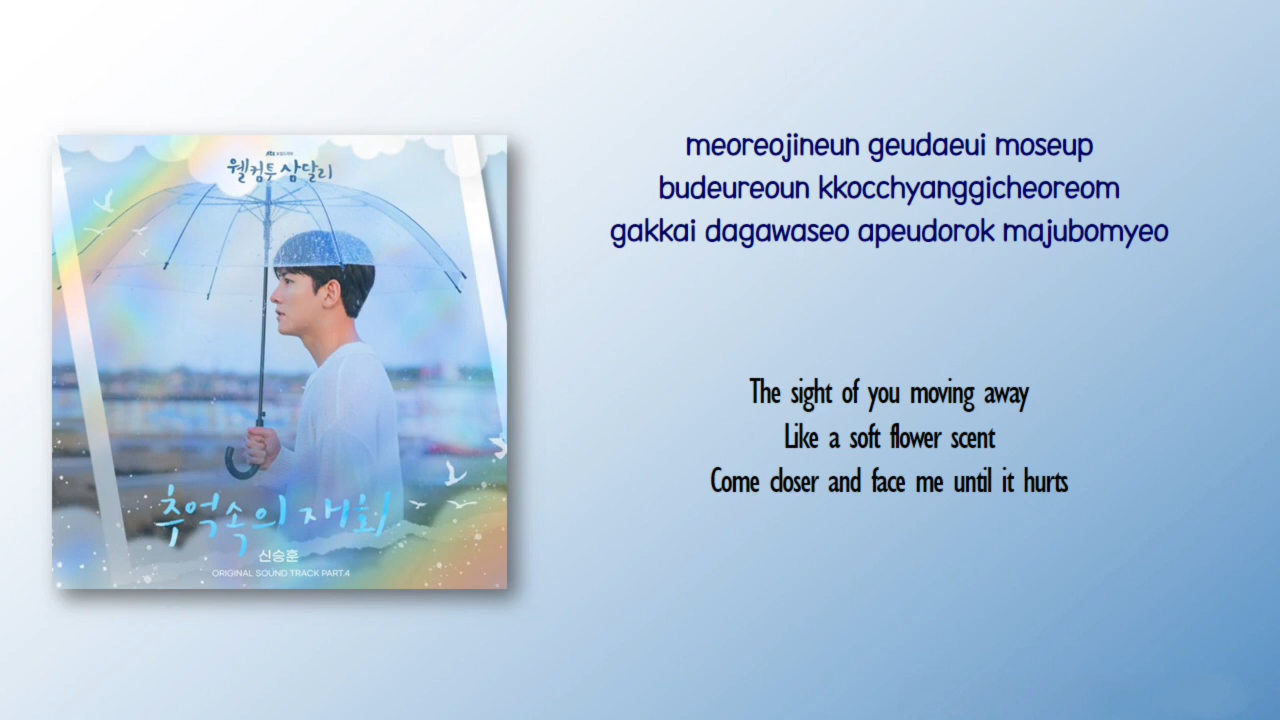 웰컴투 삼달리
추억속의 재회
신승훈
ORIGINAL SOUND TRACK PART.4
meoreojineun geudaeui moseup
budeureoun kkocchyanggicheoreom
gakkai dagawaseo apeudorok majubomyeo
The sight of you moving away
Like a soft flower scent
Come closer and face me until it hurts